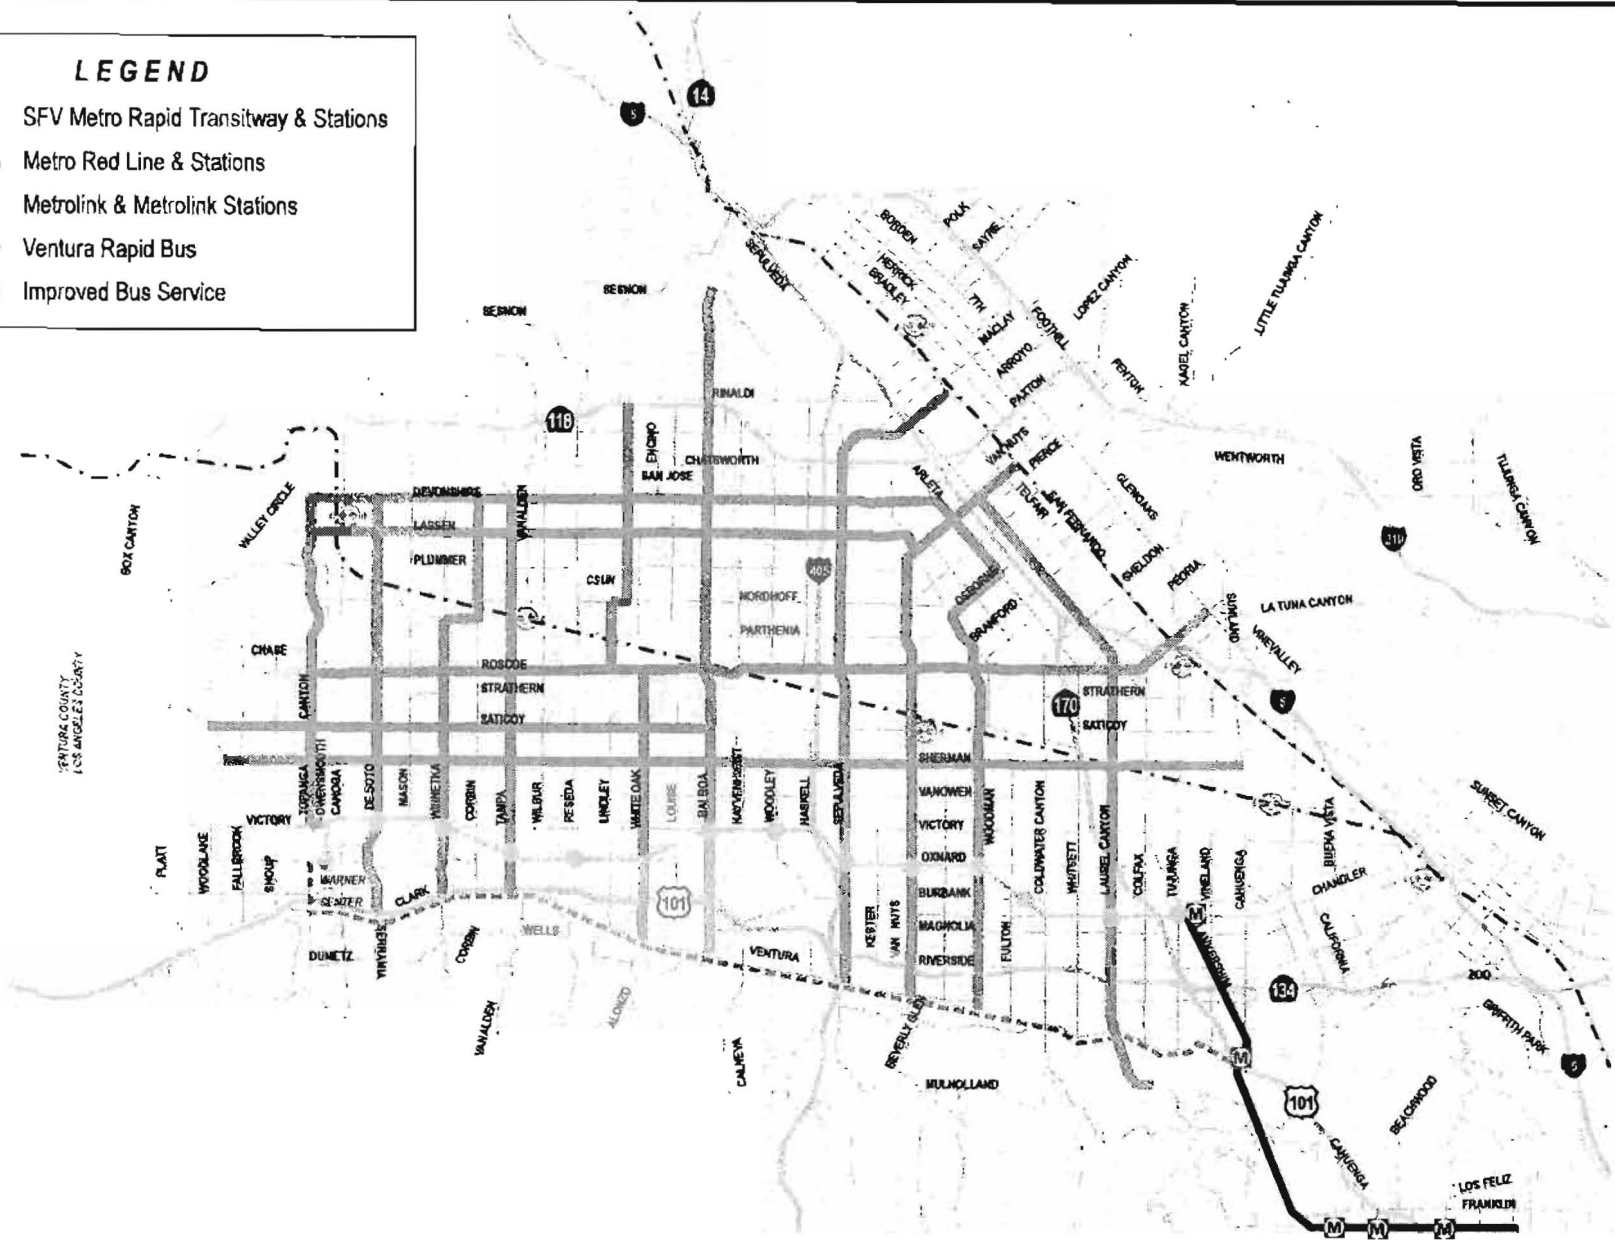 LEGEND
SFV Metro Rapid Transitway & Stations
Metro Red Line & Stations
Metrolink & Metrolink Stations
Ventura Rapid Bus
Improved Bus Service
5
14
BORDEN
POLK
SAYRE
SEPULVEDA
HERRICK
BRADLEY
7TH
MACLAY
ARROYO
PAXTON
FOOTHILL
LOPEZ CANYON
FENTON
KAGEL CANYON
LITTLE TUJUNGA CANYON
SESNON
SESNON
RINALDI
118
ENCINO
CHATSWORTH
SAN JOSE
VAN NUYS
PIERCE
WENTWORTH
ORO VISTA
TUJUNGA CANYON
ARLETA
TELFAIR
SAN FERNANDO
GLENOAKS
BOX CANYON
VALLEY CIRCLE
DEVONSHIRE
LASSEN
PLUMMER
VANALDEN
CSUN
405
NORDHOFF
PARTHENIA
OSBORNE
BRANFORD
SHELDON
PEORIA
210
SUNLAND
LA TUNA CANYON
VINEVALLEY
CHASE
ROSCOE
STRATHERN
SATICOY
CANYON
VENTURA COUNTY
LOS ANGELES COUNTY
170
STRATHERN
SATICOY
5
SHERMAN
VANOWEN
VICTORY
OXNARD
BURBANK
MAGNOLIA
RIVERSIDE
TOPANGA
OWENSMOUTH
CANOGA
DE SOTO
MASON
WINNETKA
CORBIN
TAMPA
WILBUR
RESEDA
LINDLEY
WHITE OAK
LOUISE
BALBOA
HAYVENHURST
WOODLEY
HASKELL
SEPULVEDA
WOODMAN
COLDWATER CANYON
WHITSETT
LAUREL CANYON
COLFAX
TUJUNGA
VINELAND
CAHUENGA
BUENA VISTA
SUNSET CANYON
VICTORY
PLATT
WOODLAKE
FALLBROOK
SHOUP
WARNER
CENTER
CLARK
101
KESTER
VAN NUYS
FULTON
CHANDLER
CALIFORNIA
M
LANKERSHIM
DUMETZ
SERRANIA
CORBIN
WELLS
VENTURA
134
ZOO
GRIFFITH PARK
VANALDEN
ALONZO
CALNEVA
BEVERLY GLEN
MULHOLLAND
M
101
5
BEACHWOOD
CAHUENGA
LOS FELIZ
FRANKLIN
M
M
M